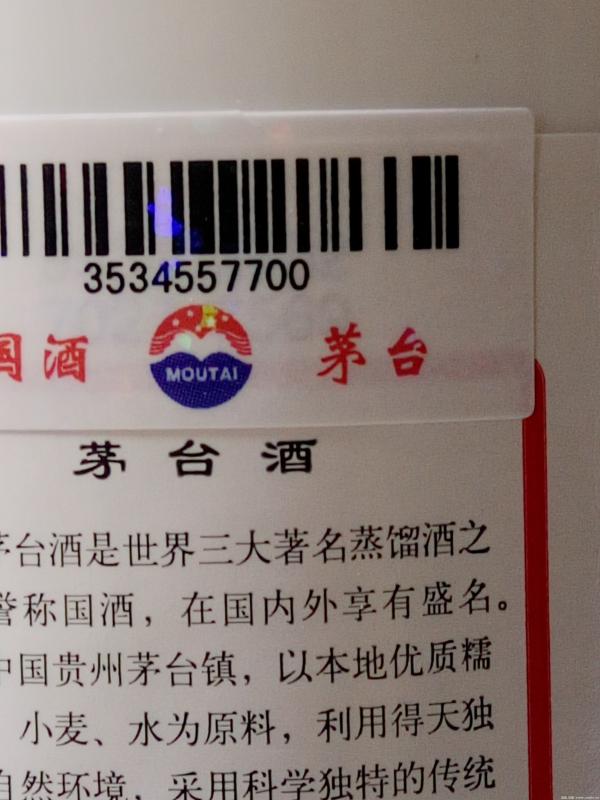 3534557700
国酒 MOUTAI 茅台
茅台酒
茅台酒是世界三大著名蒸馏酒之
誉称国酒，在国内外享有盛名。
中国贵州茅台镇，以本地优质糯
小麦、水为原料，利用得天独
自然环境，采用科学独特的传统